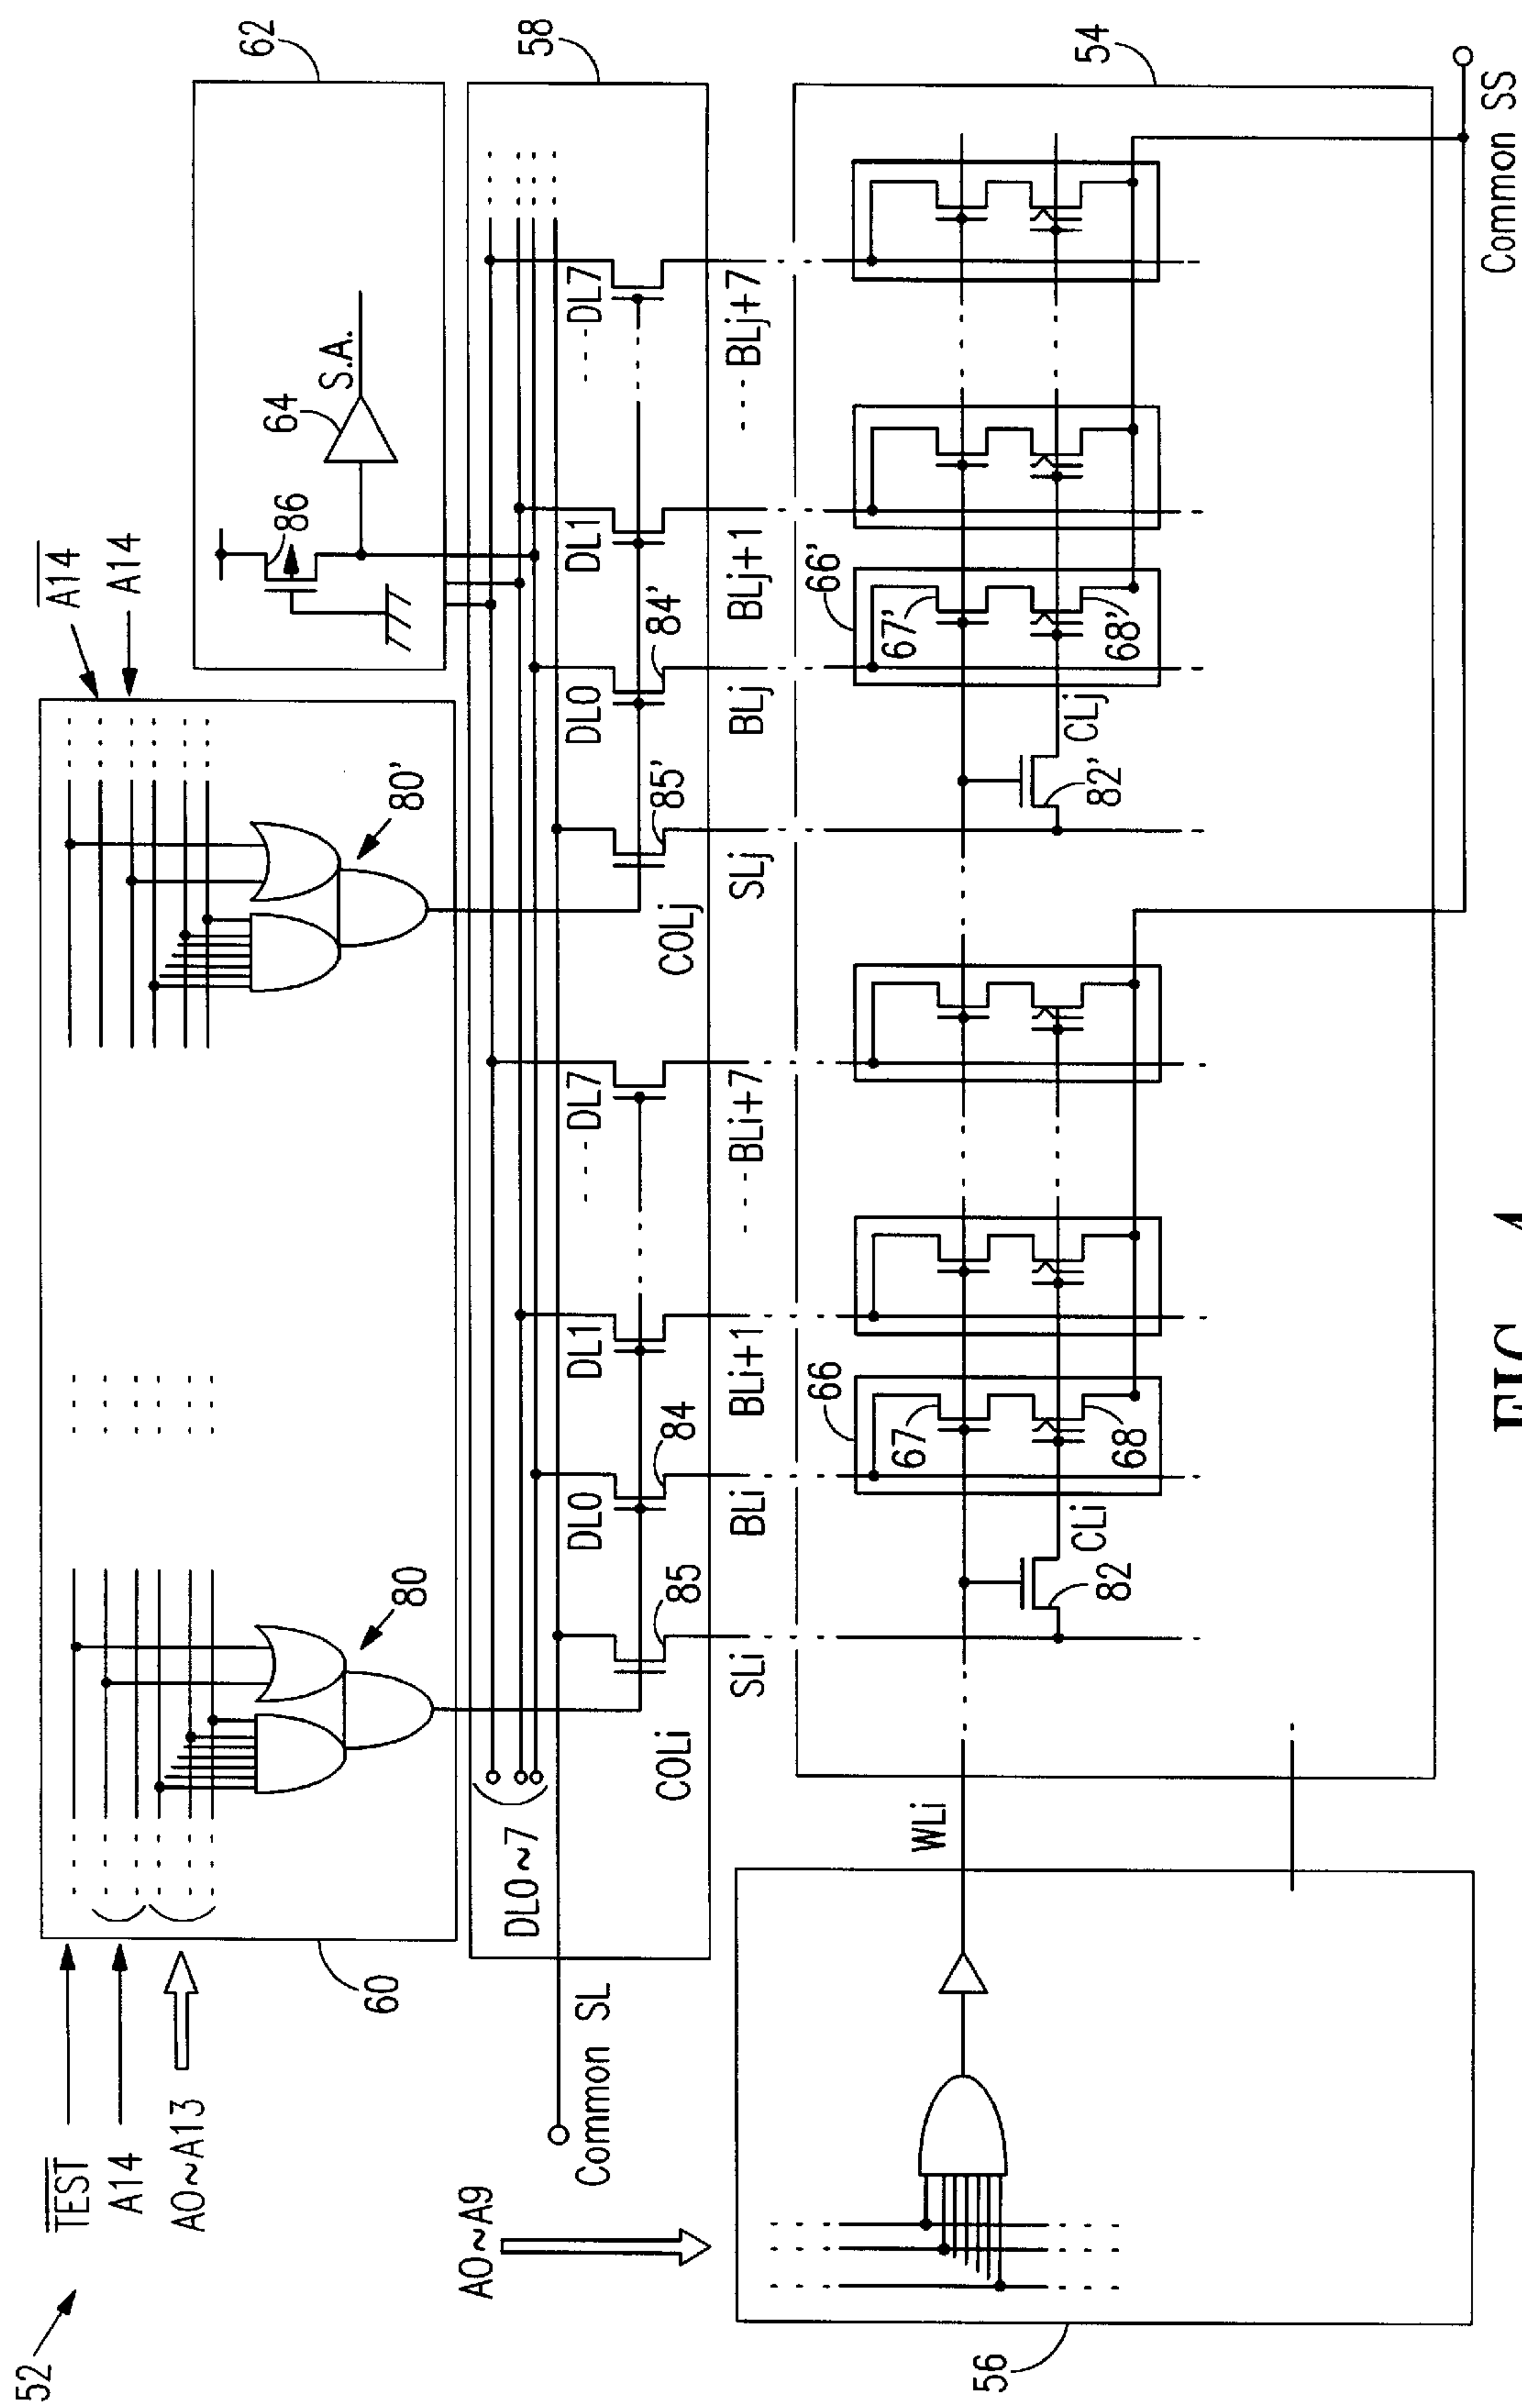 52
TEST
A14
A0~A13
60
80
80'
A14
A14
62
86
64
S.A.
58
DL0~7
Common SL
DL0
DL1
DL7
DL0
DL1
DL7
85
84
85'
84'
COLi
COLj
SLi
BLi
BLi+1
BLi+7
SLj
BLj
BLj+1
BLj+7
54
A0~A9
56
WLi
82
CLi
66
67
68
82'
CLj
66'
67'
68'
Common SS